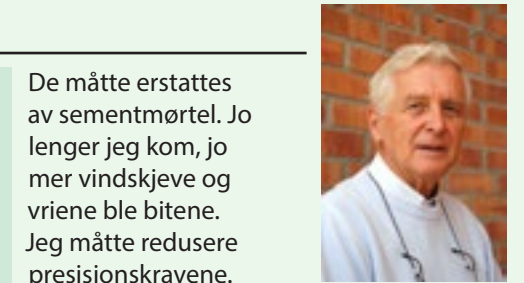 De måtte erstattes
av sementmørtel. Jo
lenger jeg kom, jo
mer vindskjeve og
vriene ble bitene.
Jeg måtte redusere
presisjonskravene.